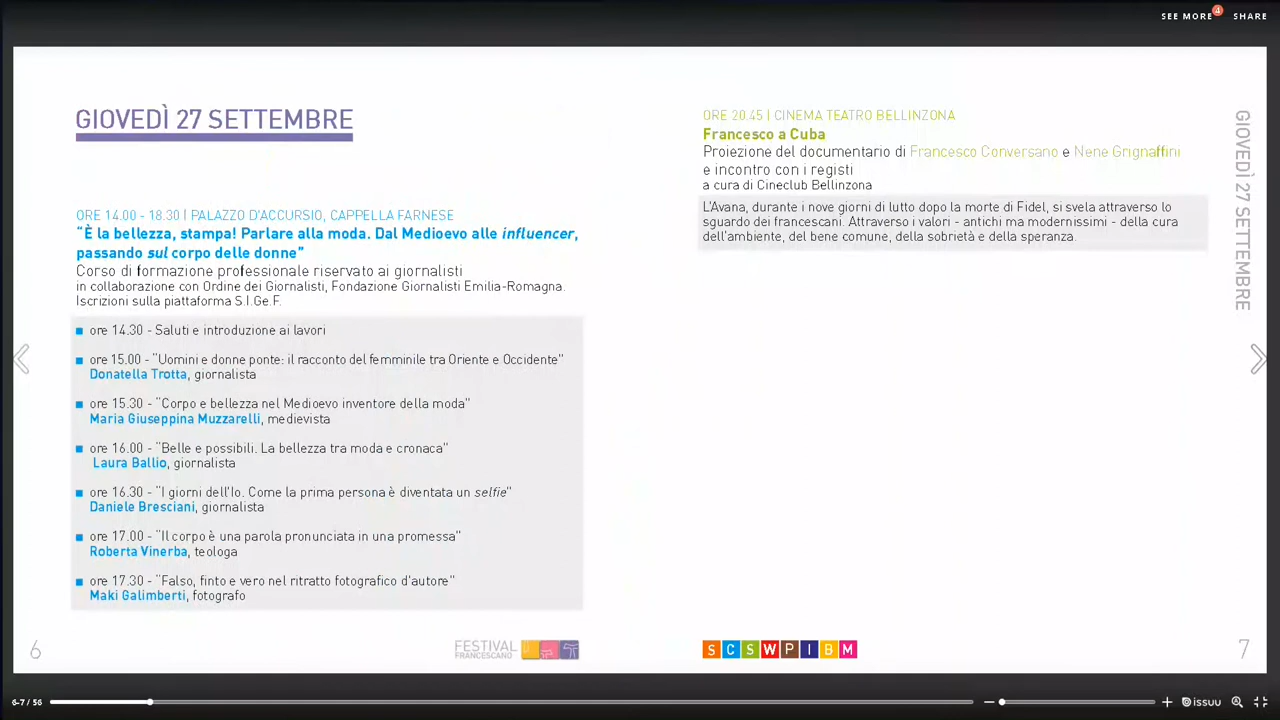 SEE MORE 4 SHARE
GIOVEDÌ 27 SETTEMBRE
ORE 14.00 - 18.30 | PALAZZO D'ACCURSIO, CAPPELLA FARNESE
"È la bellezza, stampa! Parlare alla moda. Dal Medioevo alle influencer,
passando sul corpo delle donne"
Corso di formazione professionale riservato ai giornalisti
in collaborazione con Ordine dei Giornalisti, Fondazione Giornalisti Emilia-Romagna.
Iscrizioni sulla piattaforma S.I.Ge.F.
ore 14.30 - Saluti e introduzione ai lavori
ore 15.00 - "Uomini e donne ponte: il racconto del femminile tra Oriente e Occidente"
Donatella Trotta, giornalista
ore 15.30 - "Corpo e bellezza nel Medioevo inventore della moda"
Maria Giuseppina Muzzarelli, medievista
ore 16.00 - "Belle e possibili. La bellezza tra moda e cronaca"
Laura Ballio, giornalista
ore 16.30 - "I giorni dell'Io. Come la prima persona è diventata un selfie"
Daniele Bresciani, giornalista
ore 17.00 - "Il corpo è una parola pronunciata in una promessa"
Roberta Vinerba, teologa
ore 17.30 - "Falso, finto e vero nel ritratto fotografico d'autore"
Maki Galimberti, fotografo
6
FESTIVAL
FRANCESCANO
ORE 20.45 | CINEMA TEATRO BELLINZONA
Francesco a Cuba
Proiezione del documentario di Francesco Conversano e Nene Grignaffini
e incontro con i registi
a cura di Cineclub Bellinzona
L'Avana, durante i nove giorni di lutto dopo la morte di Fidel, si svela attraverso lo
sguardo dei francescani. Attraverso i valori - antichi ma modernissimi - della cura
dell'ambiente, del bene comune, della sobrietà e della speranza.
GIOVEDÌ 27 SETTEMBRE
S C S W P I B M
7
6-7 / 56
issuu